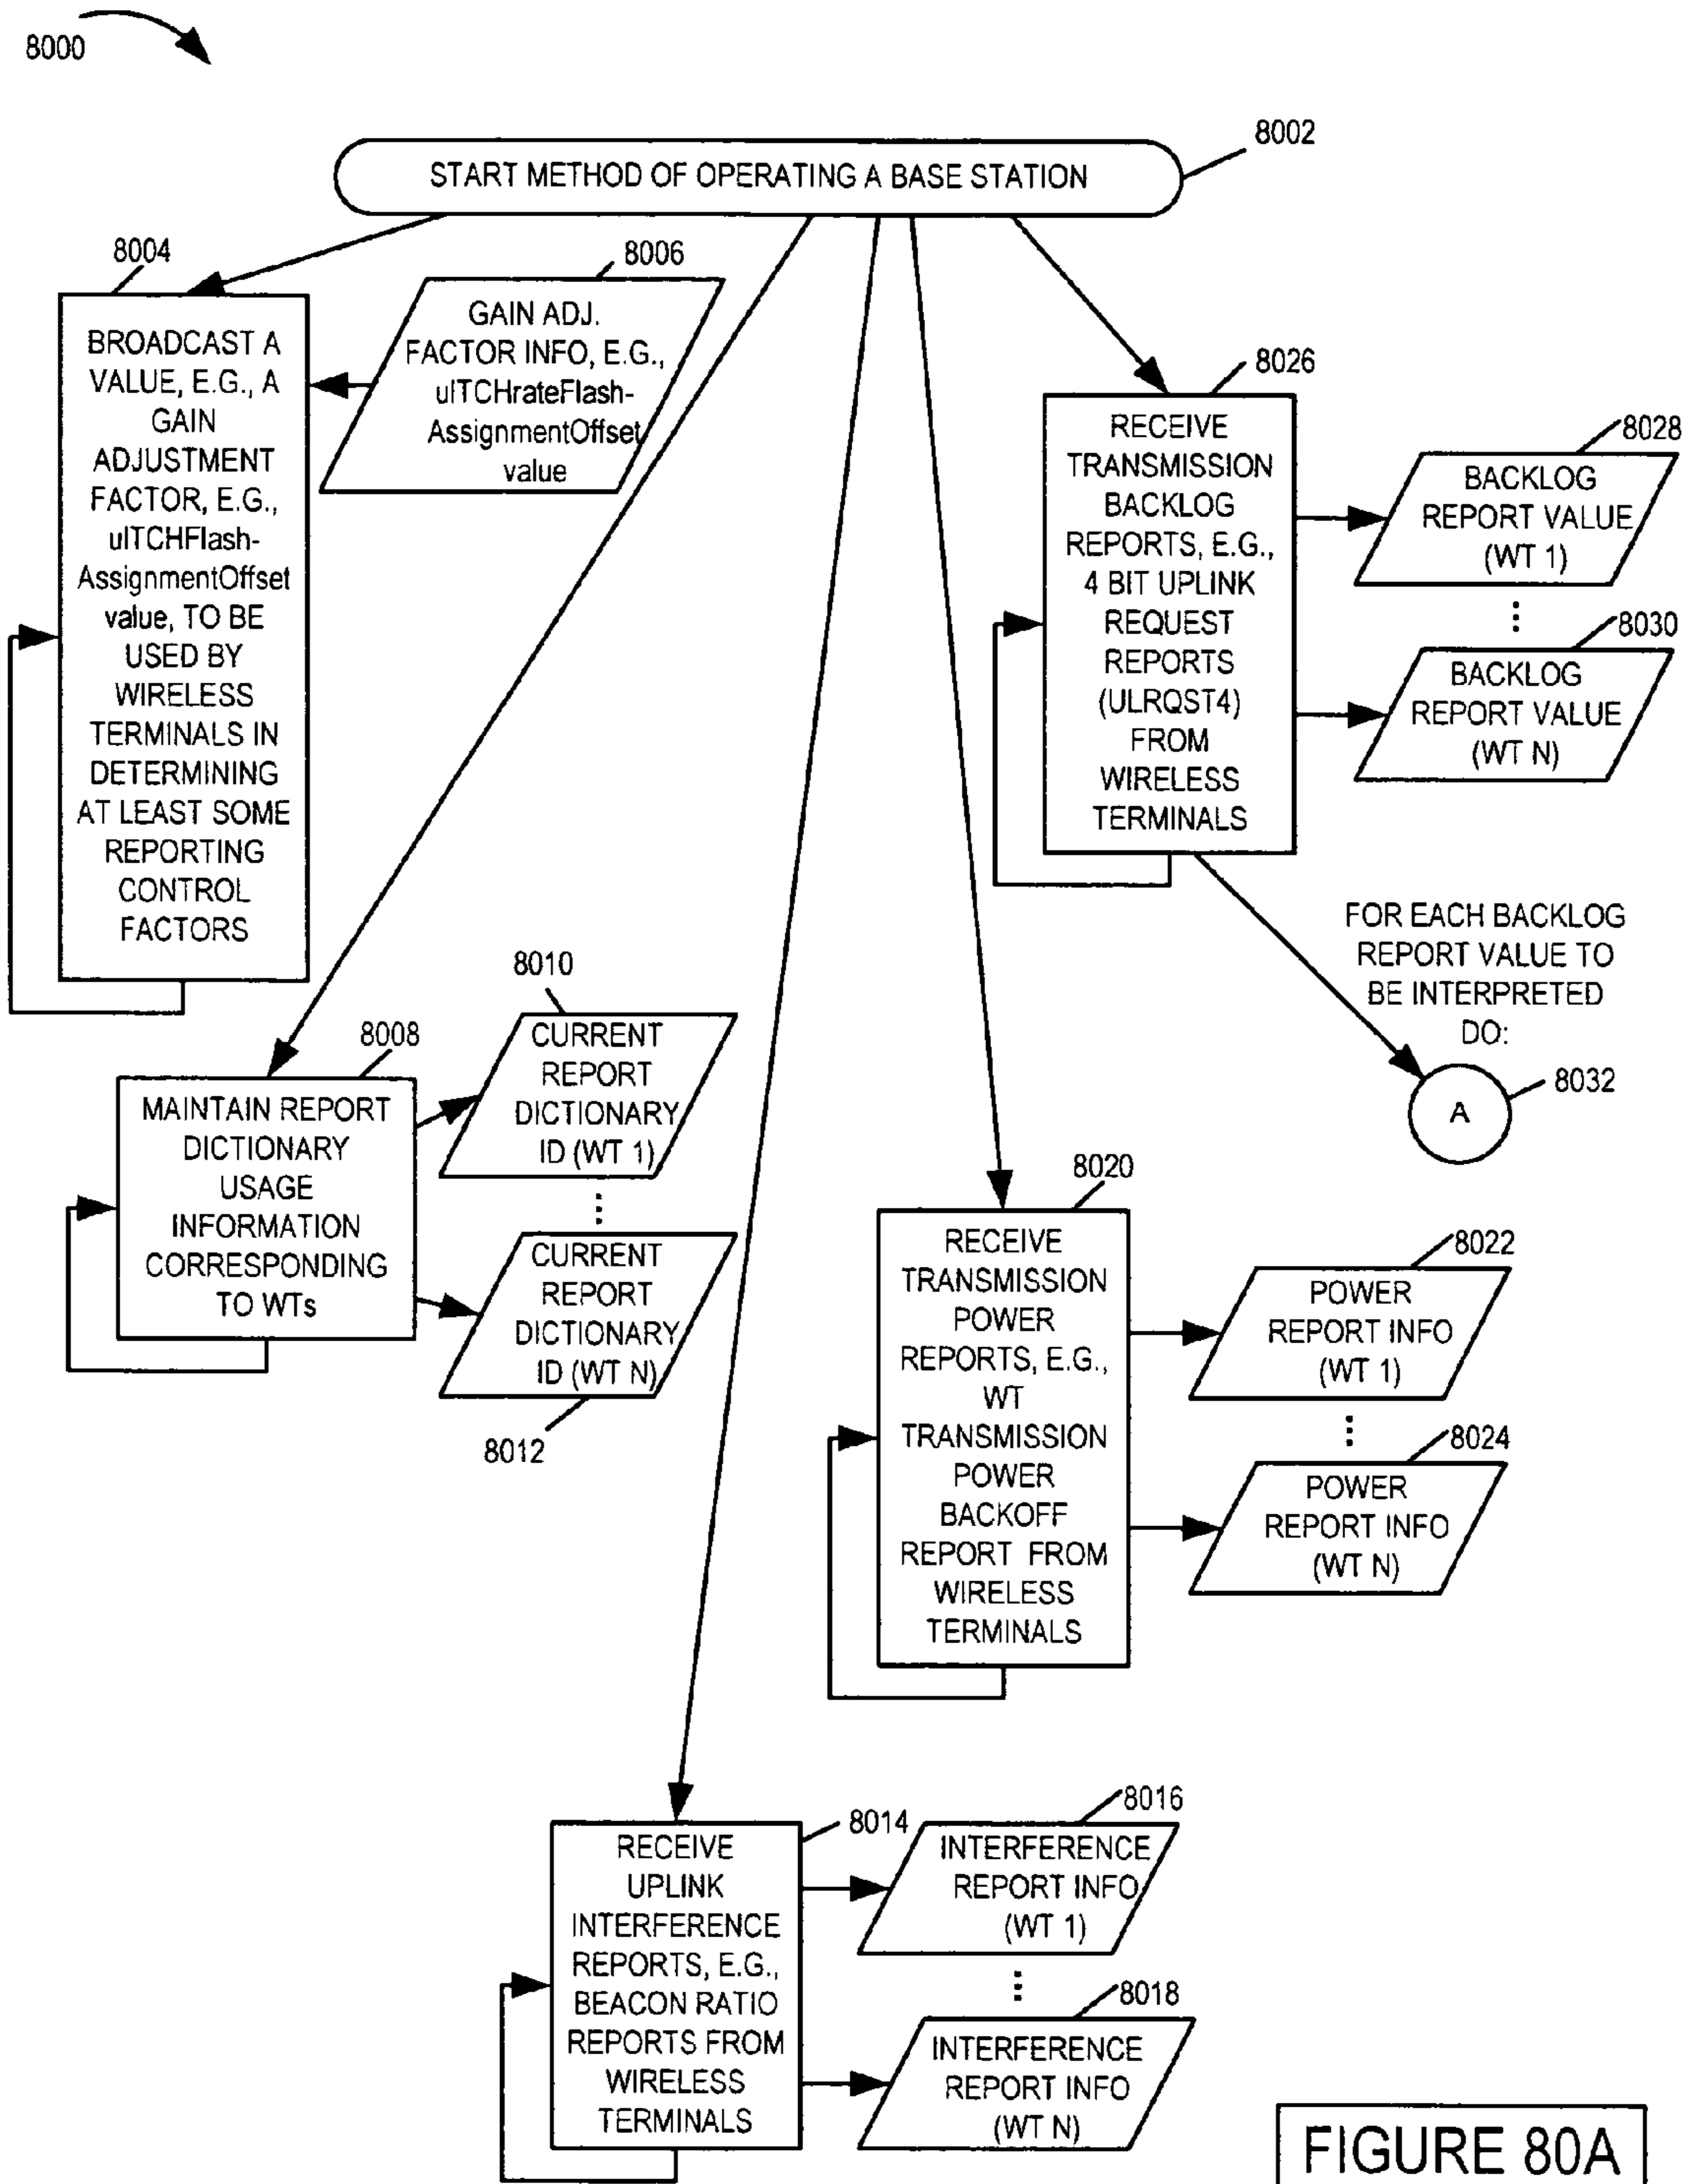 8000
8002
START METHOD OF OPERATING A BASE STATION
8004
BROADCAST A
VALUE, E.G., A
GAIN
ADJUSTMENT
FACTOR, E.G.,
ulTCHFlash-
AssignmentOffset
value, TO BE
USED BY
WIRELESS
TERMINALS IN
DETERMINING
AT LEAST SOME
REPORTING
CONTROL
FACTORS
8006
GAIN ADJ.
FACTOR INFO, E.G.,
ulTCHrateFlash-
AssignmentOffset
value
8026
RECEIVE
TRANSMISSION
BACKLOG
REPORTS, E.G.,
4 BIT UPLINK
REQUEST
REPORTS
(ULRQST4)
FROM
WIRELESS
TERMINALS
8028
BACKLOG
REPORT VALUE
(WT 1)
⋮
8030
BACKLOG
REPORT VALUE
(WT N)
FOR EACH BACKLOG
REPORT VALUE TO
BE INTERPRETED
DO:
A
8032
8008
MAINTAIN REPORT
DICTIONARY
USAGE
INFORMATION
CORRESPONDING
TO WTs
8010
CURRENT
REPORT
DICTIONARY
ID (WT 1)
⋮
CURRENT
REPORT
DICTIONARY
ID (WT N)
8012
8020
RECEIVE
TRANSMISSION
POWER
REPORTS, E.G.,
WT
TRANSMISSION
POWER
BACKOFF
REPORT FROM
WIRELESS
TERMINALS
8022
POWER
REPORT INFO
(WT 1)
⋮
8024
POWER
REPORT INFO
(WT N)
8014
RECEIVE
UPLINK
INTERFERENCE
REPORTS, E.G.,
BEACON RATIO
REPORTS FROM
WIRELESS
TERMINALS
8016
INTERFERENCE
REPORT INFO
(WT 1)
⋮
8018
INTERFERENCE
REPORT INFO
(WT N)
FIGURE 80A